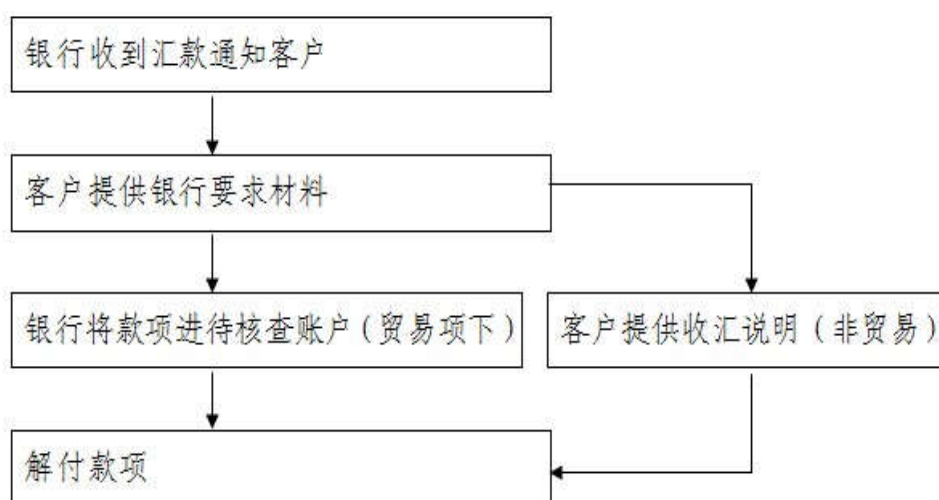 银行收到汇款通知客户
客户提供银行要求材料
银行将款项进待核查账户（贸易项下）
客户提供收汇说明（非贸易）
解付款项